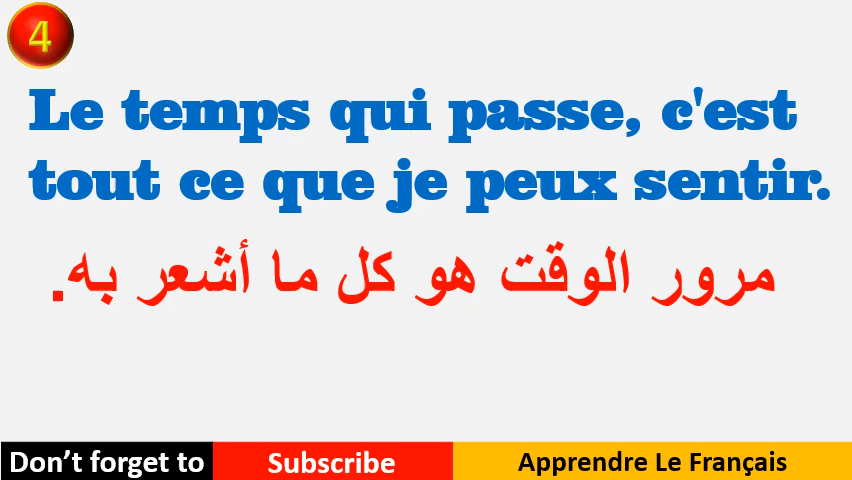 4
Le temps qui passe, c'est
tout ce que je peux sentir.
مرور الوقت هو كل ما أشعر به.
Don't forget to Subscribe Apprendre Le Français